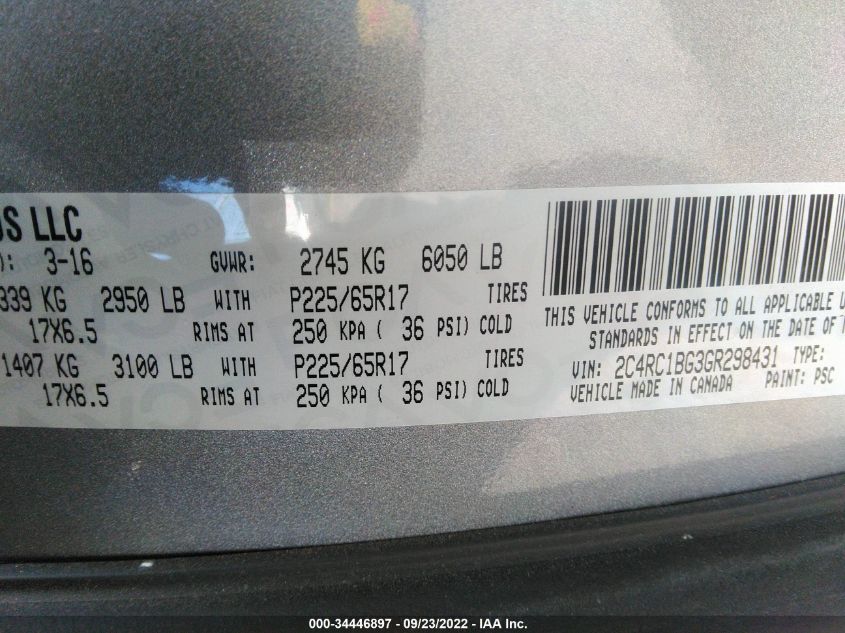 US LLC
): 3-16 GVWR: 2745 KG 6050 LB
339 KG 2950 LB WITH P225/65R17 TIRES
17X6.5 RIMS AT 250 KPA ( 36 PSI) COLD
1407 KG 3100 LB WITH P225/65R17 TIRES
17X6.5 RIMS AT 250 KPA ( 36 PSI) COLD
THIS VEHICLE CONFORMS TO ALL APPLICABLE U
STANDARDS IN EFFECT ON THE DATE OF
VIN: 2C4RC1BG3GR298431 TYPE:
VEHICLE MADE IN CANADA PAINT: PSC
000-34446897 - 09/23/2022 - IAA Inc.